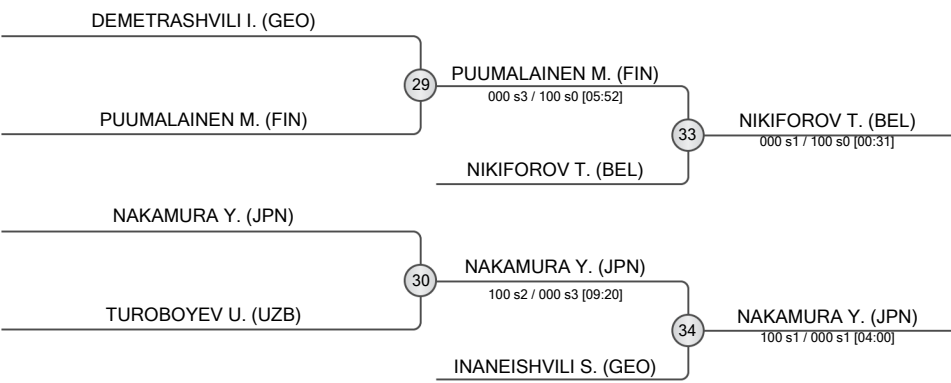 DEMETRASHVILI I. (GEO)
29
PUUMALAINEN M. (FIN)
000 s3 / 100 s0 [05:52]
PUUMALAINEN M. (FIN)
33
NIKIFOROV T. (BEL)
000 s1 / 100 s0 [00:31]
NIKIFOROV T. (BEL)
NAKAMURA Y. (JPN)
30
NAKAMURA Y. (JPN)
100 s2 / 000 s3 [09:20]
TUROBOYEV U. (UZB)
34
NAKAMURA Y. (JPN)
100 s1 / 000 s1 [04:00]
INANEISHVILI S. (GEO)